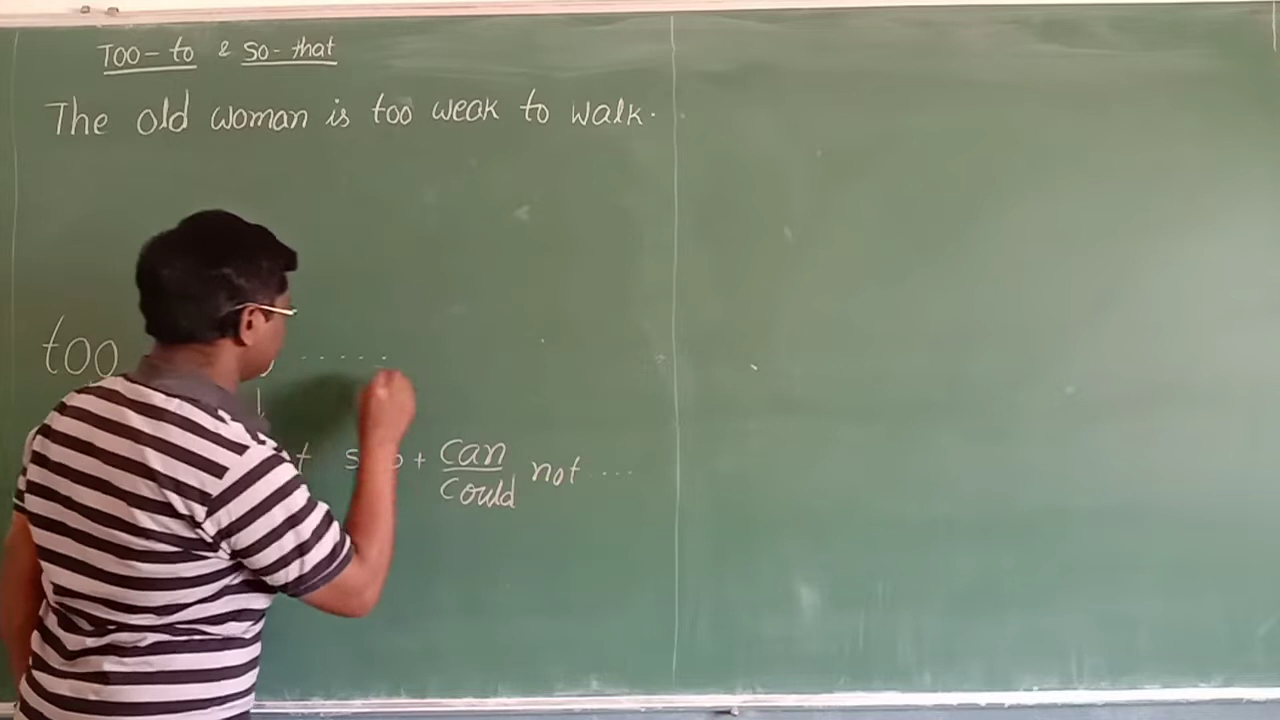 Too - to & so - that
The old woman is too weak to walk.
too .....
+ can not ....
could